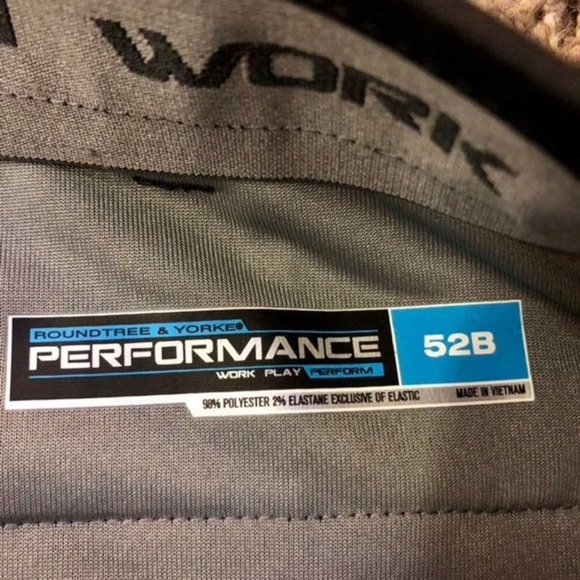 WORK
ROUNDTREE & YORKE
PERFORMANCE
WORK PLAY PERFORM
52B
98% POLYESTER 2% ELASTANE EXCLUSIVE OF ELASTIC
MADE IN VIETNAM